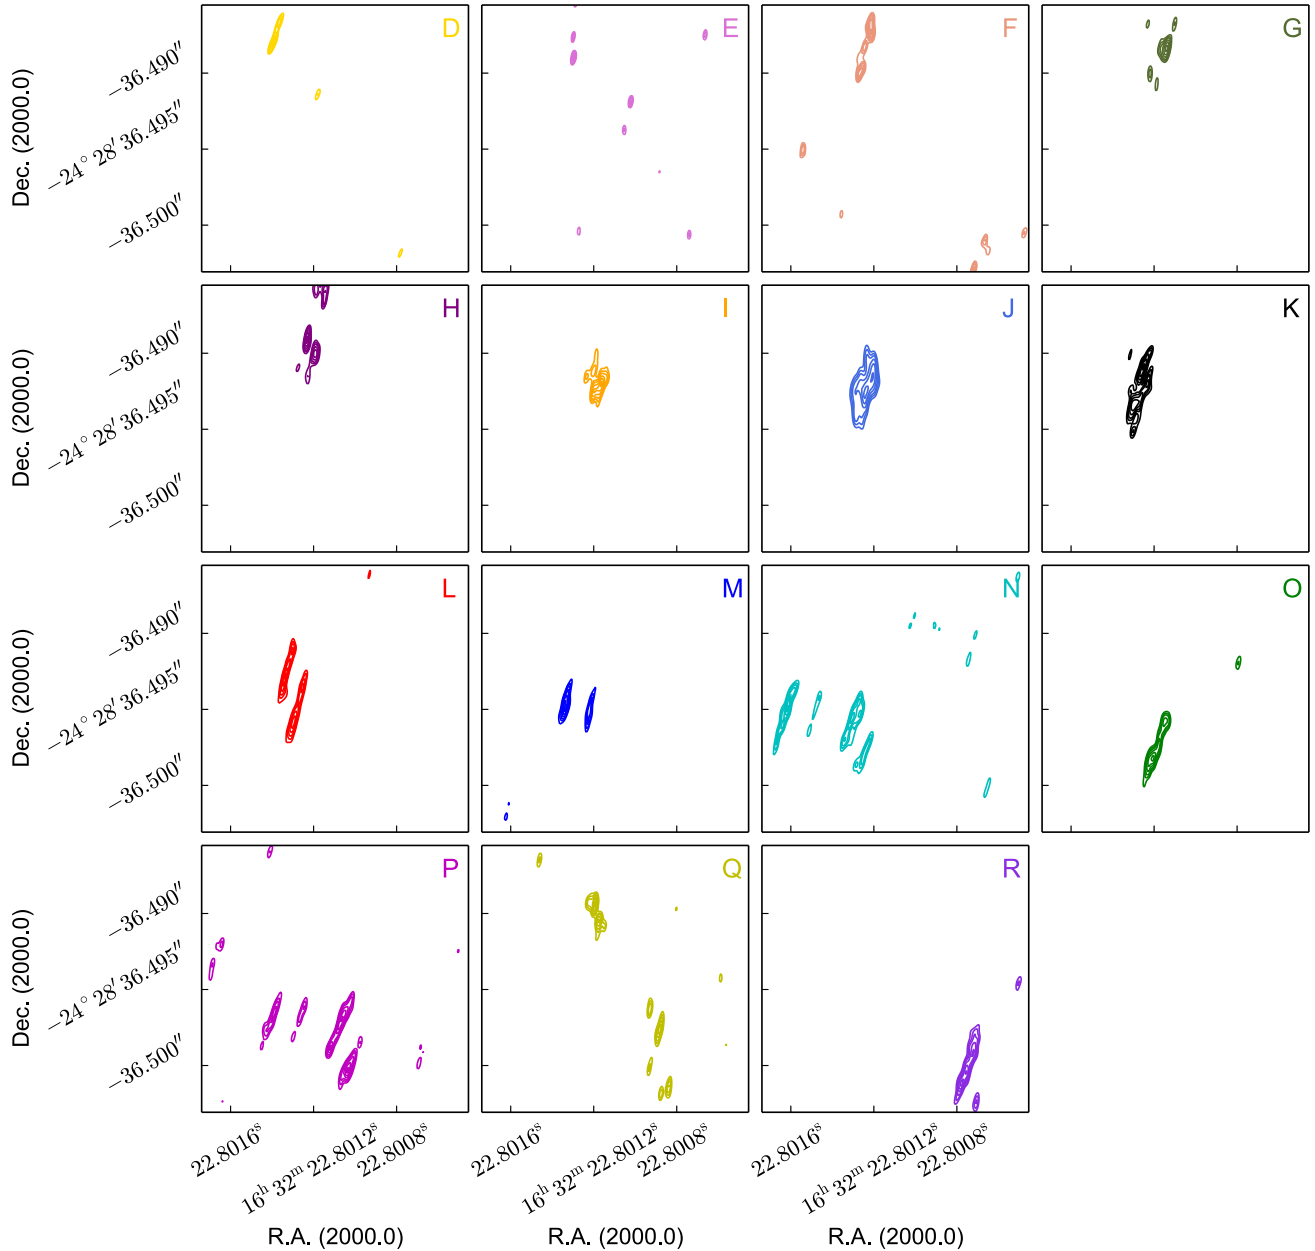 D
E
F
G
Dec. (2000.0)
−36.490″
−24° 28′ 36.495″
−36.500″
H
I
J
K
Dec. (2000.0)
−36.490″
−24° 28′ 36.495″
−36.500″
L
M
N
O
Dec. (2000.0)
−36.490″
−24° 28′ 36.495″
−36.500″
P
Q
R
Dec. (2000.0)
−36.490″
−24° 28′ 36.495″
−36.500″
22.8016ˢ
16ʰ 32ᵐ 22.8012ˢ
22.8008ˢ
22.8016ˢ
16ʰ 32ᵐ 22.8012ˢ
22.8008ˢ
22.8016ˢ
16ʰ 32ᵐ 22.8012ˢ
22.8008ˢ
R.A. (2000.0)
R.A. (2000.0)
R.A. (2000.0)